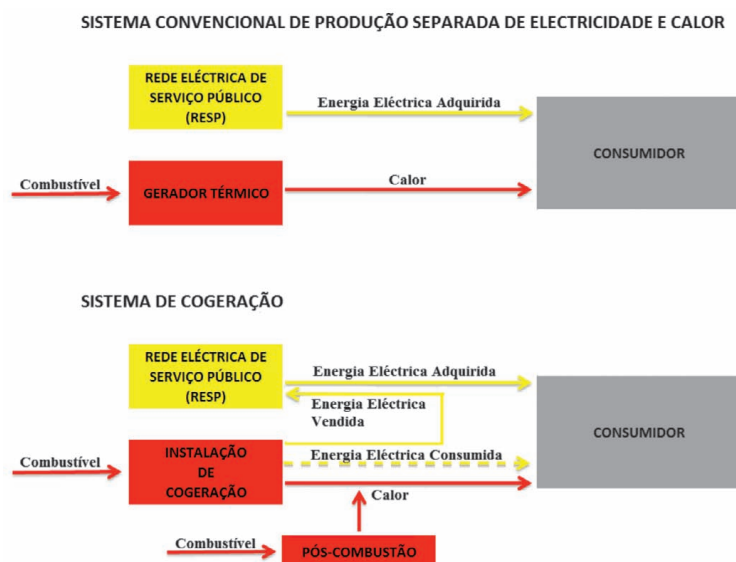 SISTEMA CONVENCIONAL DE PRODUÇÃO SEPARADA DE ELECTRICIDADE E CALOR
REDE ELÉCTRICA DE
SERVIÇO PÚBLICO
(RESP)
Energia Eléctrica Adquirida
CONSUMIDOR
Combustível
GERADOR TÉRMICO
Calor
SISTEMA DE COGERAÇÃO
REDE ELÉCTRICA DE
SERVIÇO PÚBLICO
(RESP)
Energia Eléctrica Adquirida
Energia Eléctrica
Vendida
CONSUMIDOR
Combustível
INSTALAÇÃO
DE
COGERAÇÃO
Energia Eléctrica Consumida
Calor
Combustível
PÓS-COMBUSTÃO